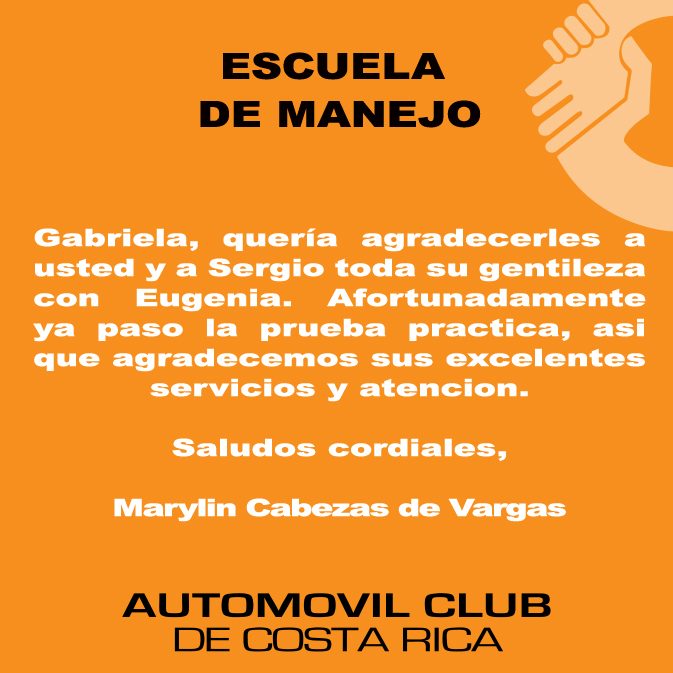 ESCUELA
DE MANEJO
Gabriela, quería agradecerles a
usted y a Sergio toda su gentileza
con Eugenia. Afortunadamente
ya paso la prueba practica, asi
que agradecemos sus excelentes
servicios y atencion.
Saludos cordiales,
Marylin Cabezas de Vargas
AUTOMOVIL CLUB
DE COSTA RICA